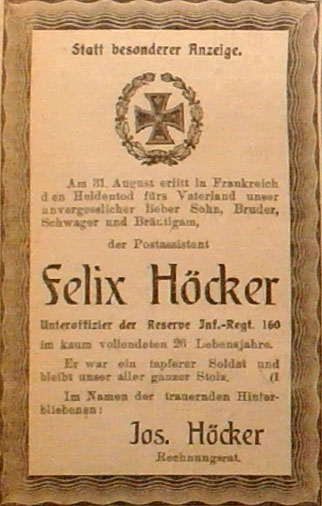 Statt besonderer Anzeige.
Am 31. August erlitt in Frankreich
den Heldentod fürs Vaterland unser
unvergesslicher lieber Sohn, Bruder,
Schwager und Bräutigam,
der Postassistent
Felix Höcker
Unteroffizier der Reserve Inf.-Regt. 160
im kaum vollendeten 26 Lebensjahre.
Er war ein tapferer Soldat und
bleibt unser aller ganzer Stolz. (1
Im Namen der trauernden Hinter-
bliebenen:
Jos. Höcker
Rechnungsrat.